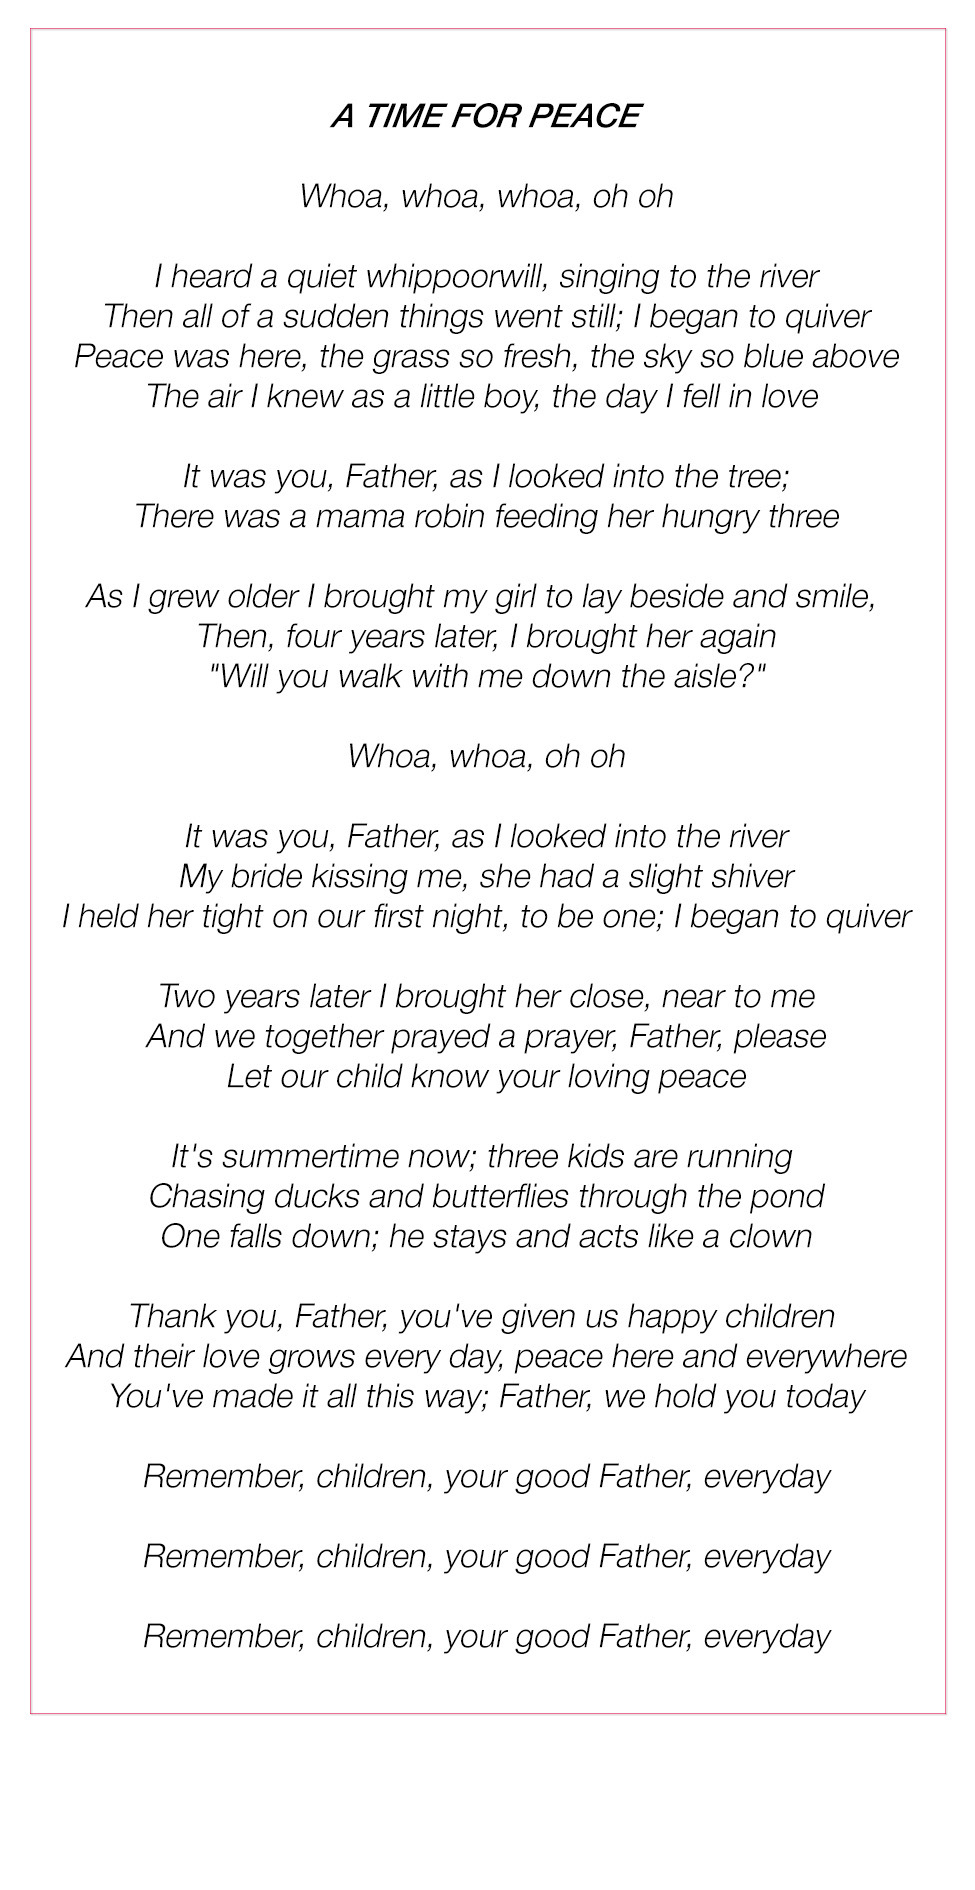 A TIME FOR PEACE
Whoa, whoa, whoa, oh oh
I heard a quiet whippoorwill, singing to the river
Then all of a sudden things went still; I began to quiver
Peace was here, the grass so fresh, the sky so blue above
The air I knew as a little boy, the day I fell in love
It was you, Father, as I looked into the tree;
There was a mama robin feeding her hungry three
As I grew older I brought my girl to lay beside and smile,
Then, four years later, I brought her again
"Will you walk with me down the aisle?"
Whoa, whoa, oh oh
It was you, Father, as I looked into the river
My bride kissing me, she had a slight shiver
I held her tight on our first night, to be one; I began to quiver
Two years later I brought her close, near to me
And we together prayed a prayer, Father, please
Let our child know your loving peace
It's summertime now; three kids are running
Chasing ducks and butterflies through the pond
One falls down; he stays and acts like a clown
Thank you, Father, you've given us happy children
And their love grows every day, peace here and everywhere
You've made it all this way; Father, we hold you today
Remember, children, your good Father, everyday
Remember, children, your good Father, everyday
Remember, children, your good Father, everyday